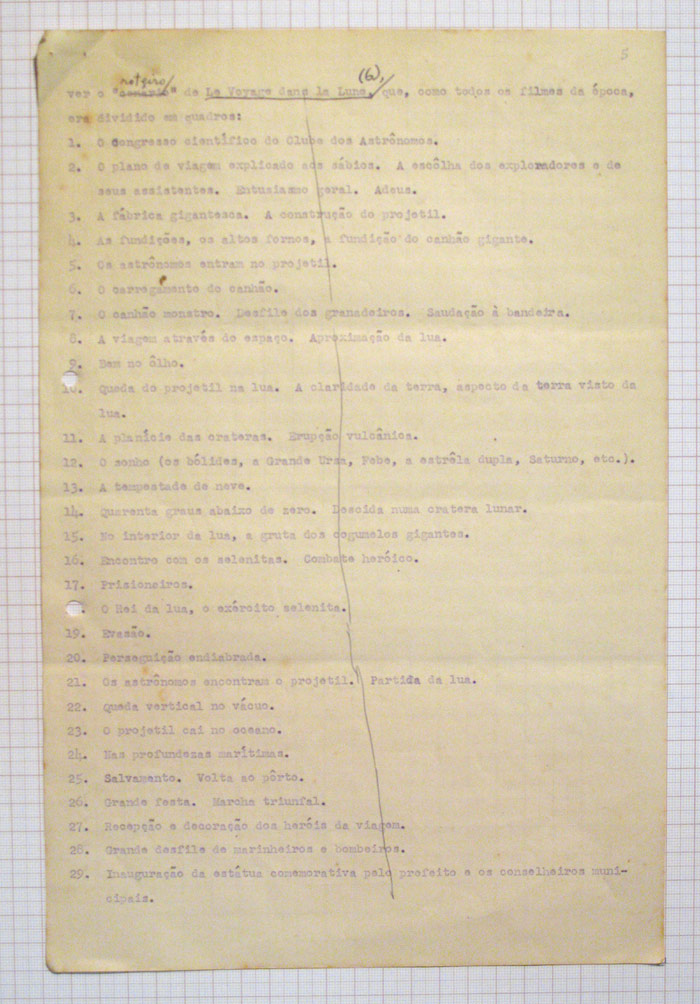 5
roteiro (6),
ver o "cenário" de Le Voyage dans la Lune, que, como todos os filmes da época,
era dividido em quadros:
1. O congresso científico do Clube dos Astrônomos.
2. O plano de viagem explicado aos sábios. A escôlha dos exploradores e de
seus assistentes. Entusiasmo geral. Adeus.
3. A fábrica gigantesca. A construção do projetil.
4. As fundições, os altos fornos, a fundição do canhão gigante.
5. Os astrônomos entram no projetil.
6. O carregamento do canhão.
7. O canhão monstro. Desfile dos granadeiros. Saudação à bandeira.
8. A viagem através do espaço. Aproximação da lua.
9. Bem no ôlho.
10. Queda do projetil na lua. A claridade da terra, aspecto da terra visto da
lua.
11. A planície das crateras. Erupção vulcânica.
12. O sonho (os bólides, a Grande Ursa, Febe, a estrêla dupla, Saturno, etc.).
13. A tempestade de neve.
14. Quarenta graus abaixo de zero. Descida numa cratera lunar.
15. No interior da lua, a gruta dos cogumelos gigantes.
16. Encontro com os selenitas. Combate heróico.
17. Prisioneiros.
O Rei da lua, o exército selenita.
19. Evasão.
20. Perseguição endiabrada.
21. Os astrônomos encontram o projetil. Partida da lua.
22. Queda vertical no vácuo.
23. O projetil cai no oceano.
24. Nas profundezas marítimas.
25. Salvamento. Volta ao pôrto.
26. Grande festa. Marcha triunfal.
27. Recepção e decoração dos heróis da viagem.
28. Grande desfile de marinheiros e bombeiros.
29. Inauguração da estátua comemorativa pelo prefeito e os conselheiros muni-
cipais.